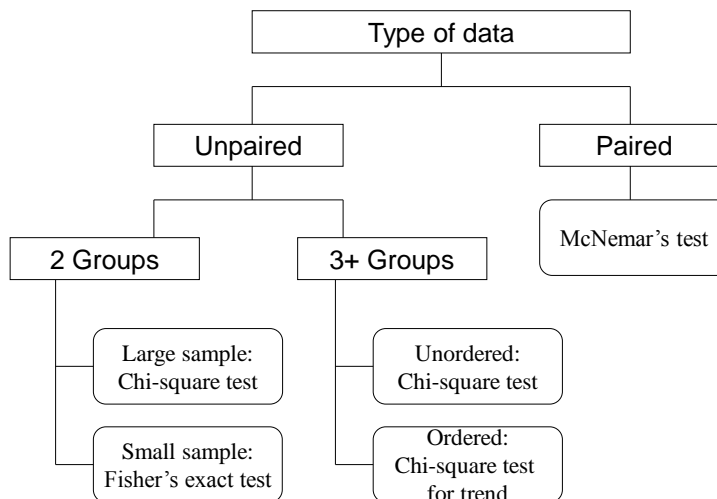 Type of data
Unpaired
Paired
McNemar’s test
2 Groups
3+ Groups
Large sample:
Chi-square test
Unordered:
Chi-square test
Small sample:
Fisher’s exact test
Ordered:
Chi-square test
for trend